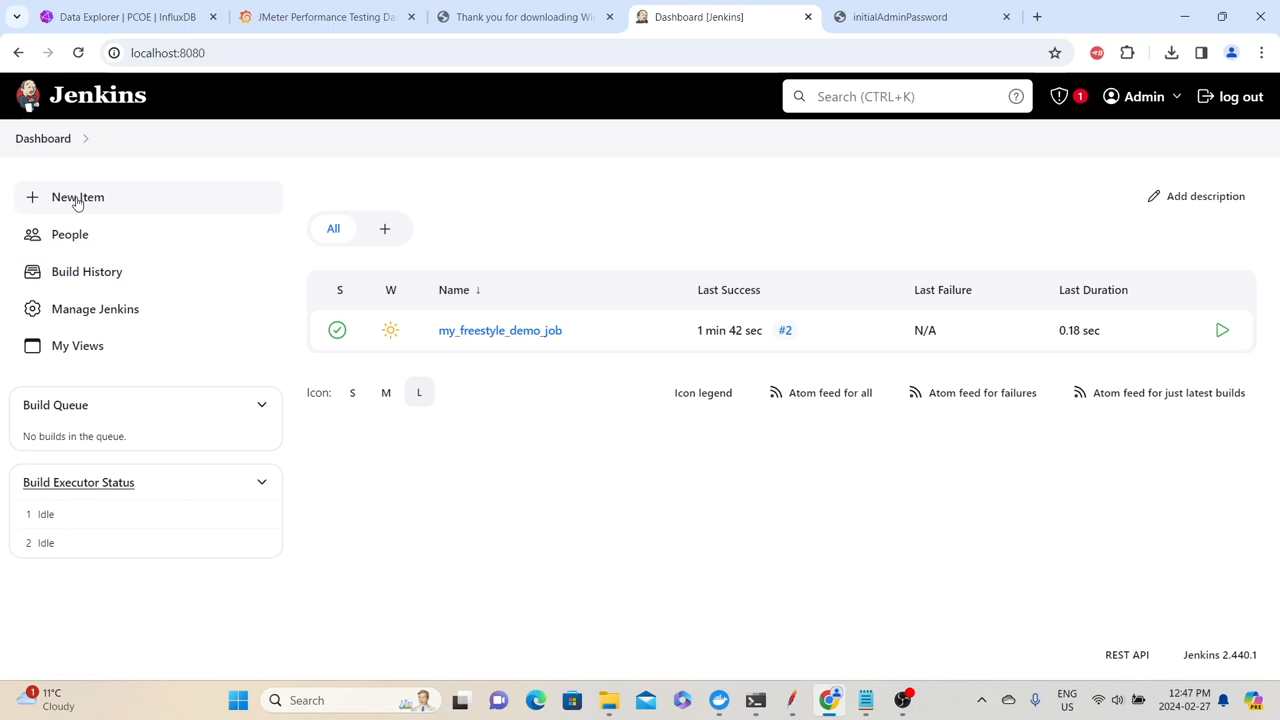 Data Explorer | PCOE | InfluxDB
JMeter Performance Testing Da
Thank you for downloading Wi
Dashboard [Jenkins]
initialAdminPassword
localhost:8080
Jenkins
Search (CTRL+K)
1
Admin
log out
Dashboard
New Item
People
Build History
Manage Jenkins
My Views
Add description
All
S W Name ↓ Last Success Last Failure Last Duration
my_freestyle_demo_job 1 min 42 sec #2 N/A 0.18 sec
Icon: S M L
Icon legend
Atom feed for all
Atom feed for failures
Atom feed for just latest builds
Build Queue
No builds in the queue.
Build Executor Status
1 Idle
2 Idle
REST API
Jenkins 2.440.1
1
11°C
Cloudy
Search
ENG
US
12:47 PM
2024-02-27
PRE